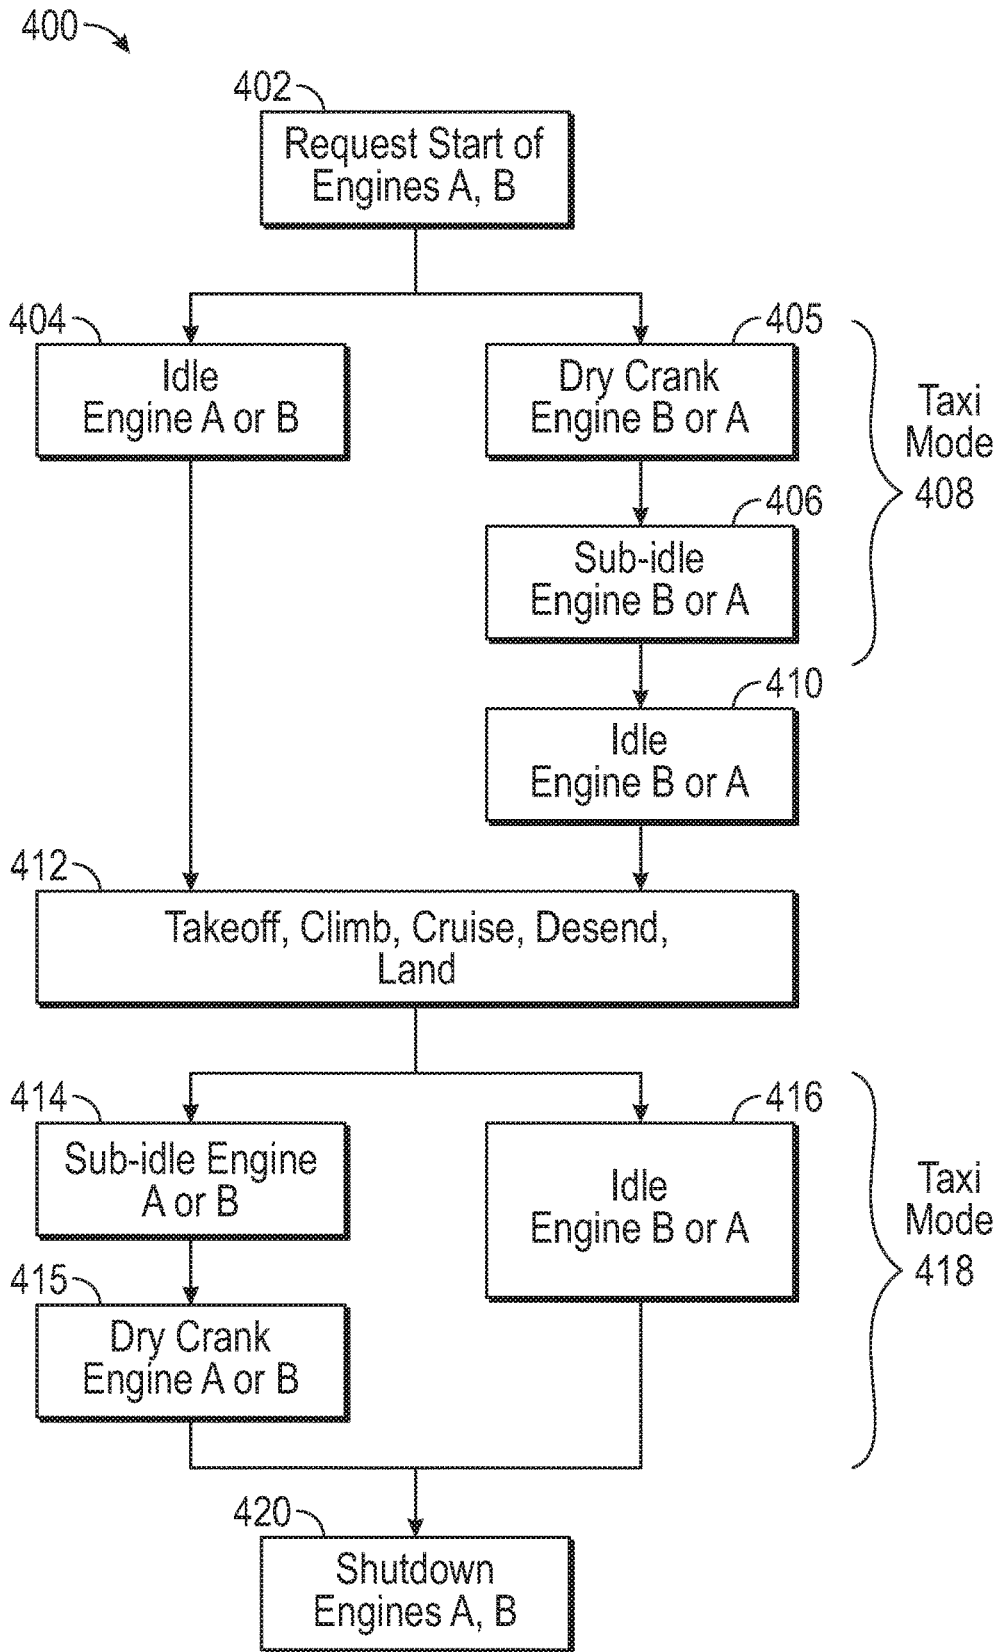 400
402
Request Start of
Engines A, B
404
Idle
Engine A or B
405
Dry Crank
Engine B or A
406
Sub-idle
Engine B or A
Taxi
Mode
408
410
Idle
Engine B or A
412
Takeoff, Climb, Cruise, Desend,
Land
414
Sub-idle Engine
A or B
416
Idle
Engine B or A
415
Dry Crank
Engine A or B
Taxi
Mode
418
420
Shutdown
Engines A, B